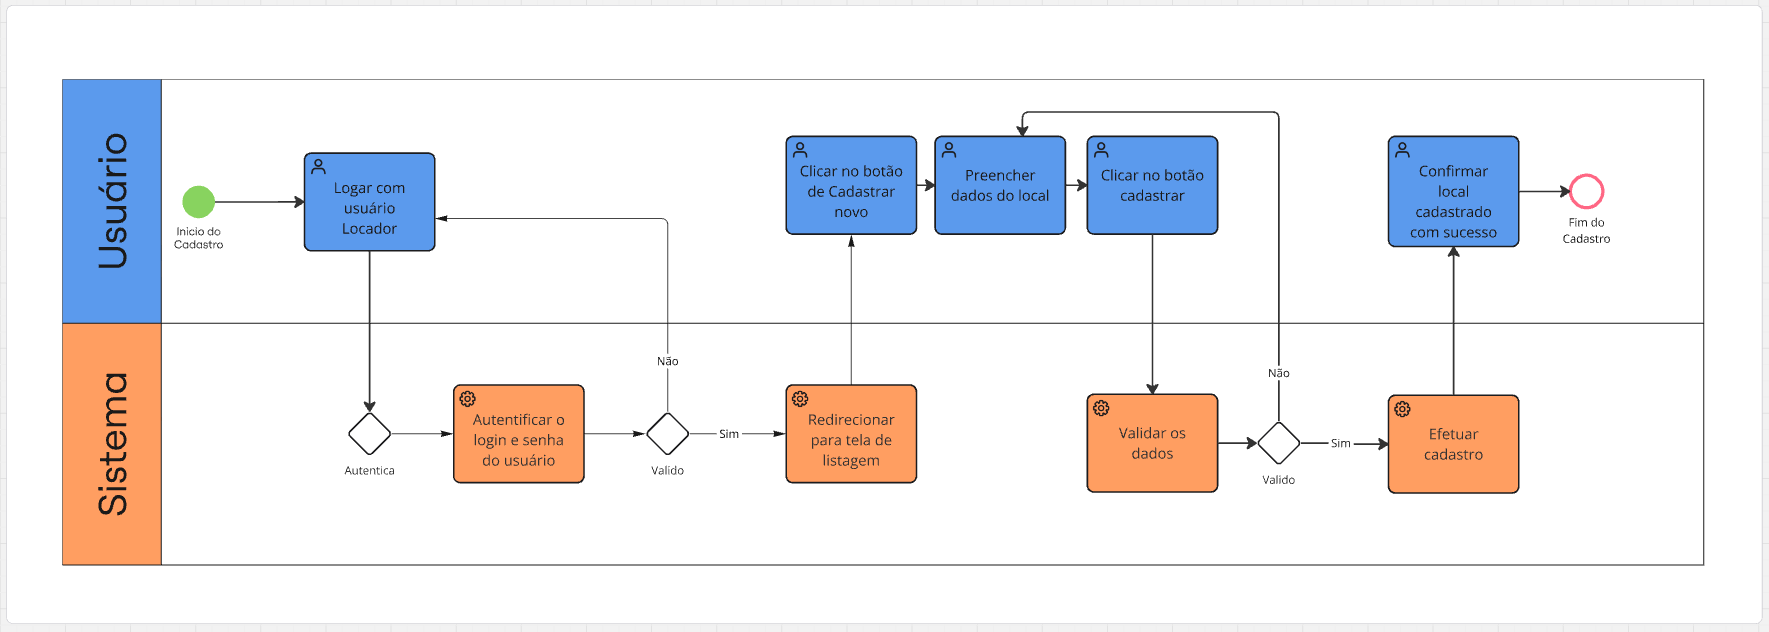 Usuário
Inicio do
Cadastro
Logar com
usuário
Locador
Clicar no botão
de Cadastrar
novo
Preencher
dados do local
Clicar no botão
cadastrar
Confirmar
local
cadastrado
com sucesso
Fim do
Cadastro
Sistema
Autentica
Autentificar o
login e senha
do usuário
Não
Valido
Sim
Redirecionar
para tela de
listagem
Validar os
dados
Não
Valido
Sim
Efetuar
cadastro